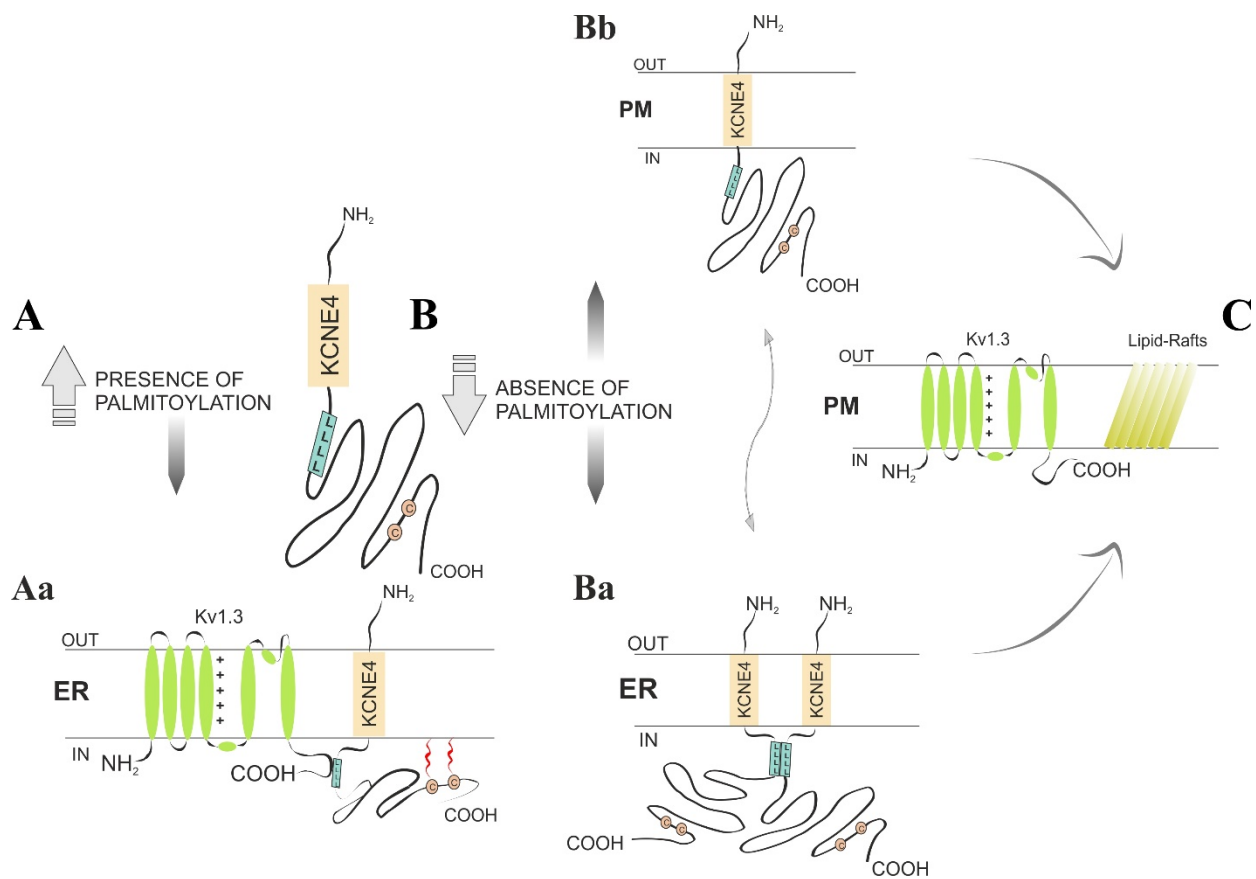 Bb
NH2
OUT
PM
KCNE4
IN
L
L
L
L
C
C
COOH
A
PRESENCE OF
PALMITOYLATION
NH2
KCNE4
L
L
L
L
C
C
COOH
B
ABSENCE OF
PALMITOYLATION
C
Kv1.3
Lipid-Rafts
OUT
PM
+
+
+
+
+
IN
NH2
COOH
Aa
Kv1.3
NH2
OUT
ER
+
+
+
+
+
KCNE4
IN
NH2
COOH
L
L
L
L
C
C
COOH
Ba
NH2
NH2
OUT
ER
KCNE4
KCNE4
IN
L L
L L
L L
L L
C
C
C
C
COOH
COOH